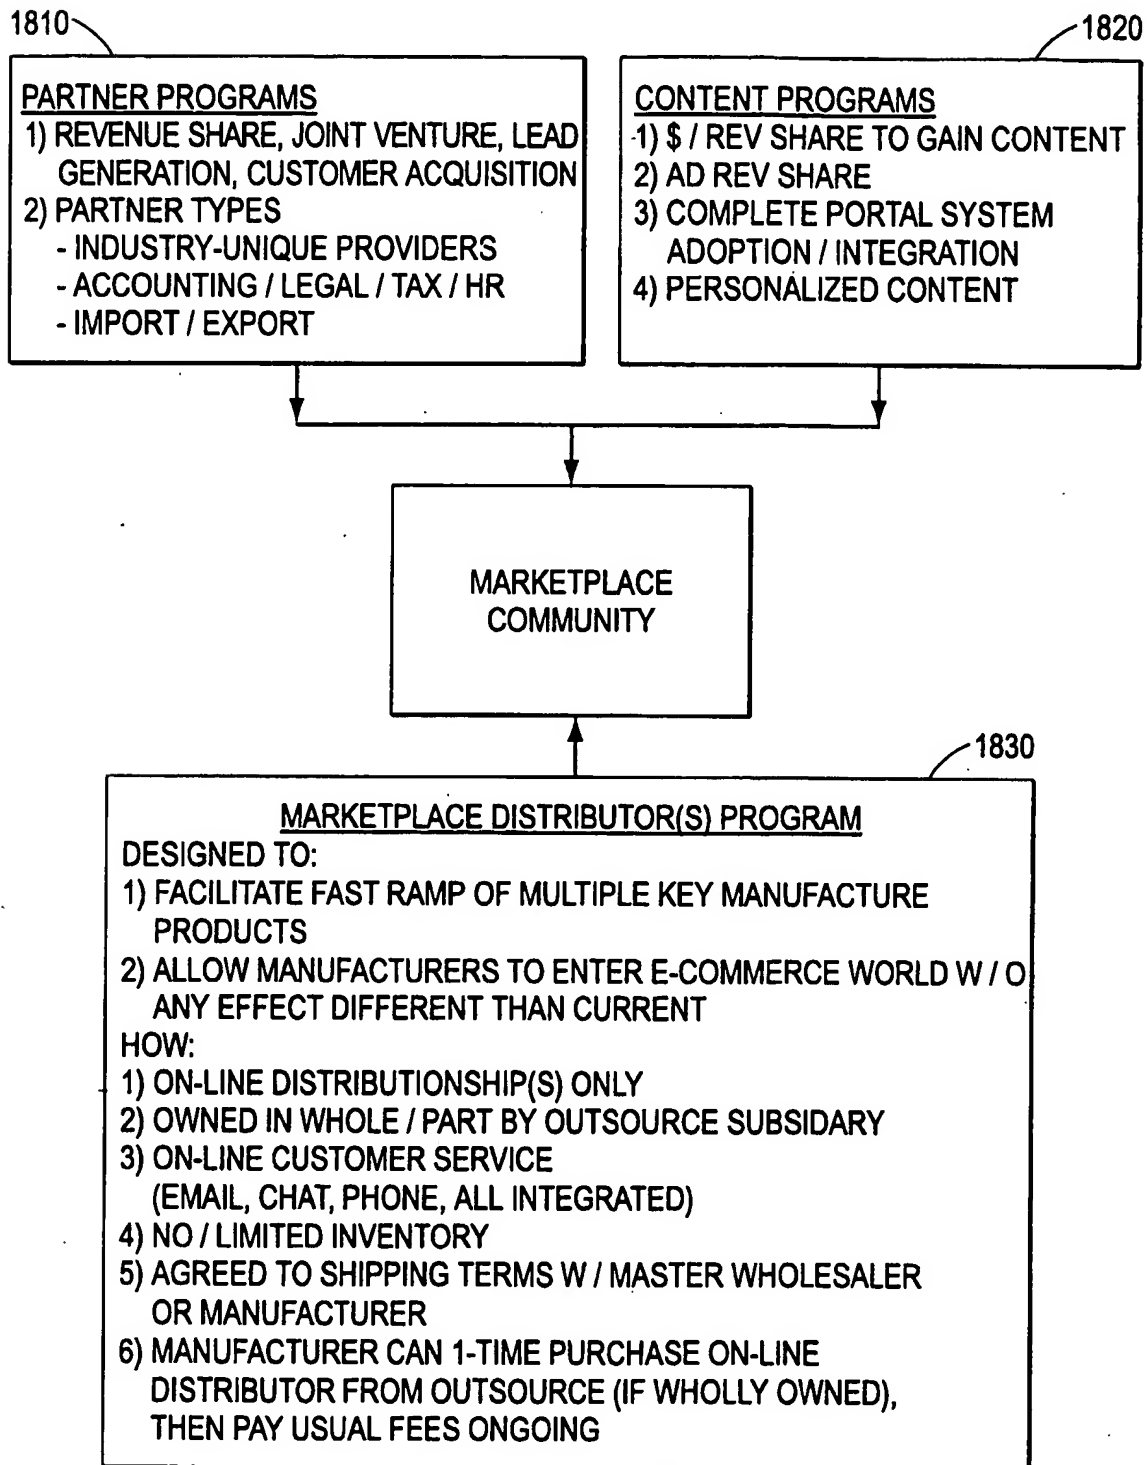 1810
1820
PARTNER PROGRAMS
1) REVENUE SHARE, JOINT VENTURE, LEAD
GENERATION, CUSTOMER ACQUISITION
2) PARTNER TYPES
- INDUSTRY-UNIQUE PROVIDERS
- ACCOUNTING / LEGAL / TAX / HR
- IMPORT / EXPORT
CONTENT PROGRAMS
1) $ / REV SHARE TO GAIN CONTENT
2) AD REV SHARE
3) COMPLETE PORTAL SYSTEM
ADOPTION / INTEGRATION
4) PERSONALIZED CONTENT
MARKETPLACE
COMMUNITY
1830
MARKETPLACE DISTRIBUTOR(S) PROGRAM
DESIGNED TO:
1) FACILITATE FAST RAMP OF MULTIPLE KEY MANUFACTURE
PRODUCTS
2) ALLOW MANUFACTURERS TO ENTER E-COMMERCE WORLD W / O
ANY EFFECT DIFFERENT THAN CURRENT
HOW:
1) ON-LINE DISTRIBUTIONSHIP(S) ONLY
2) OWNED IN WHOLE / PART BY OUTSOURCE SUBSIDARY
3) ON-LINE CUSTOMER SERVICE
(EMAIL, CHAT, PHONE, ALL INTEGRATED)
4) NO / LIMITED INVENTORY
5) AGREED TO SHIPPING TERMS W / MASTER WHOLESALER
OR MANUFACTURER
6) MANUFACTURER CAN 1-TIME PURCHASE ON-LINE
DISTRIBUTOR FROM OUTSOURCE (IF WHOLLY OWNED),
THEN PAY USUAL FEES ONGOING